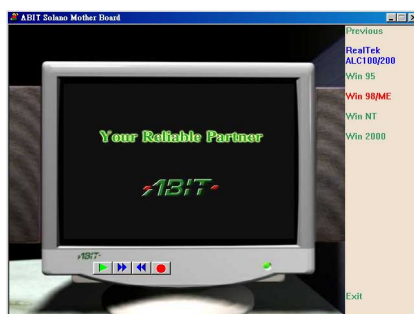 ABIT Solano Mother Board
Previous
RealTek
ALC100/200
Win 95
Win 98/ME
Win NT
Win 2000
Your Reliable Partner
ABIT
ABIT
Exit